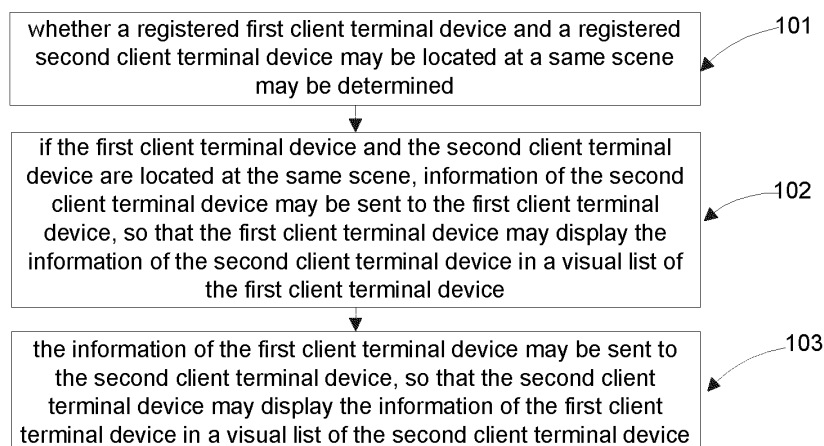 whether a registered first client terminal device and a registered
second client terminal device may be located at a same scene
may be determined
101
if the first client terminal device and the second client terminal
device are located at the same scene, information of the second
client terminal device may be sent to the first client terminal
device, so that the first client terminal device may display the
information of the second client terminal device in a visual list of
the first client terminal device
102
the information of the first client terminal device may be sent to
the second client terminal device, so that the second client
terminal device may display the information of the first client
terminal device in a visual list of the second client terminal device
103